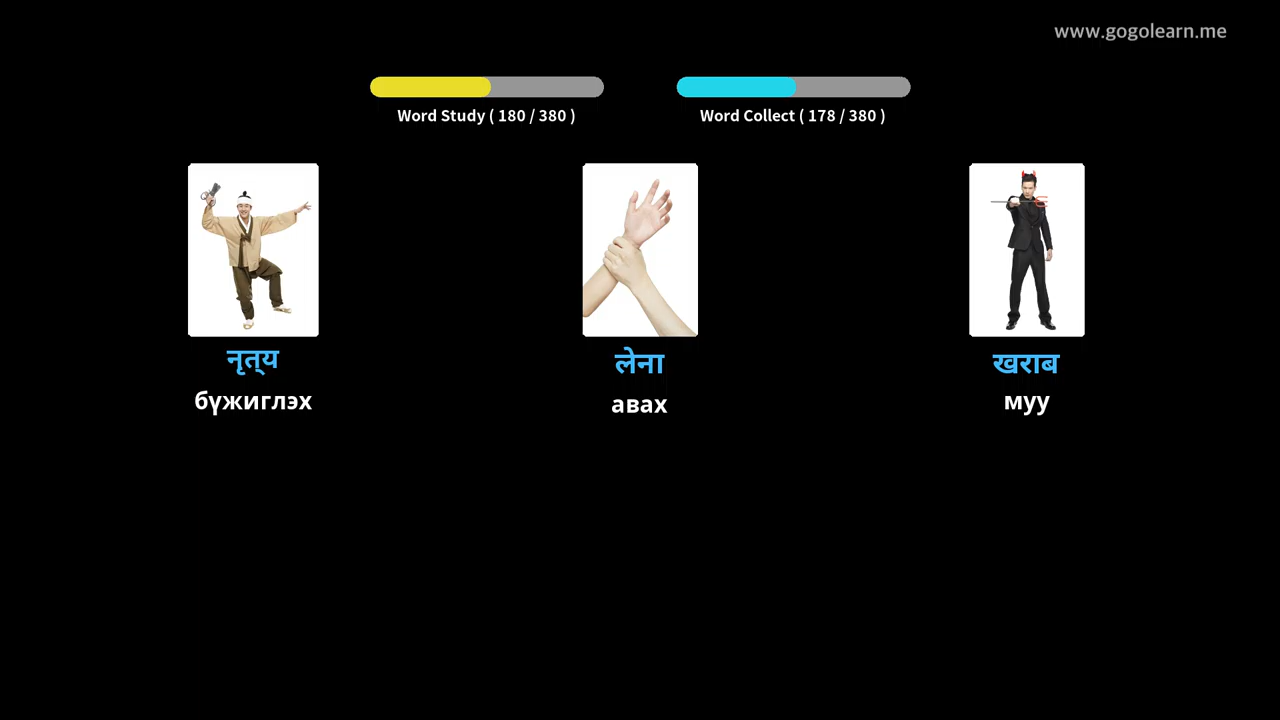 www.gogolearn.me
Word Study ( 180 / 380 )
Word Collect ( 178 / 380 )
नृत्य
लेना
खराब
бүжиглэх
авах
муу